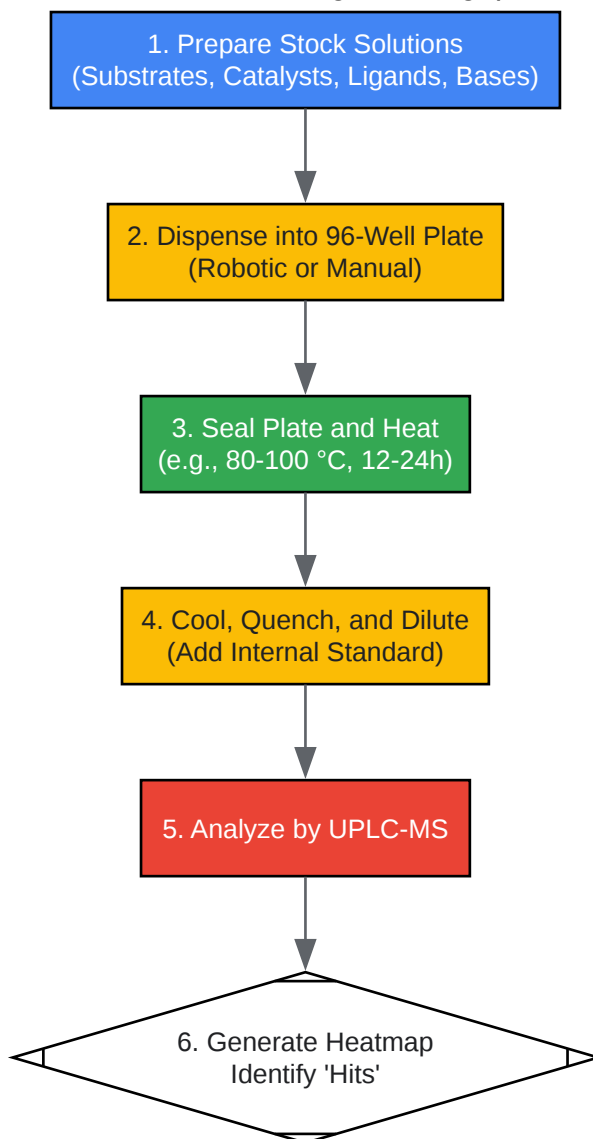 1. Prepare Stock Solutions
(Substrates, Catalysts, Ligands, Bases)
2. Dispense into 96-Well Plate
(Robotic or Manual)
3. Seal Plate and Heat
(e.g., 80-100 °C, 12-24h)
4. Cool, Quench, and Dilute
(Add Internal Standard)
5. Analyze by UPLC-MS
6. Generate Heatmap
Identify 'Hits'